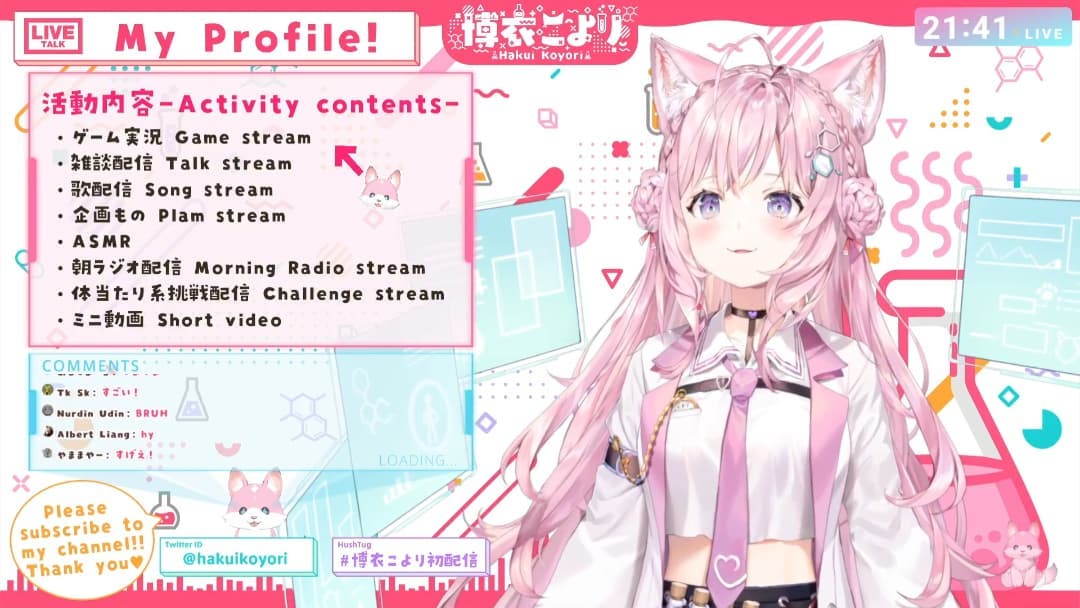 LIVE
TALK
My Profile!
博衣こより
Hakui Koyori
21:41 LIVE
活動内容-Activity contents-
・ゲーム実況 Game stream
・雑談配信 Talk stream
・歌配信 Song stream
・企画もの Plam stream
・ASMR
・朝ラジオ配信 Morning Radio stream
・体当たり系挑戦配信 Challenge stream
・ミニ動画 Short video
COMMENTS
Tk Sk: すごい!
Nurdin Udin: BRUH
Albert Liang: hy
やままやー: すげえ!
LOADING...
Please
subscribe to
my channel!!
Thank you♥
Twitter ID
@hakuikoyori
HushTug
#博衣こより初配信